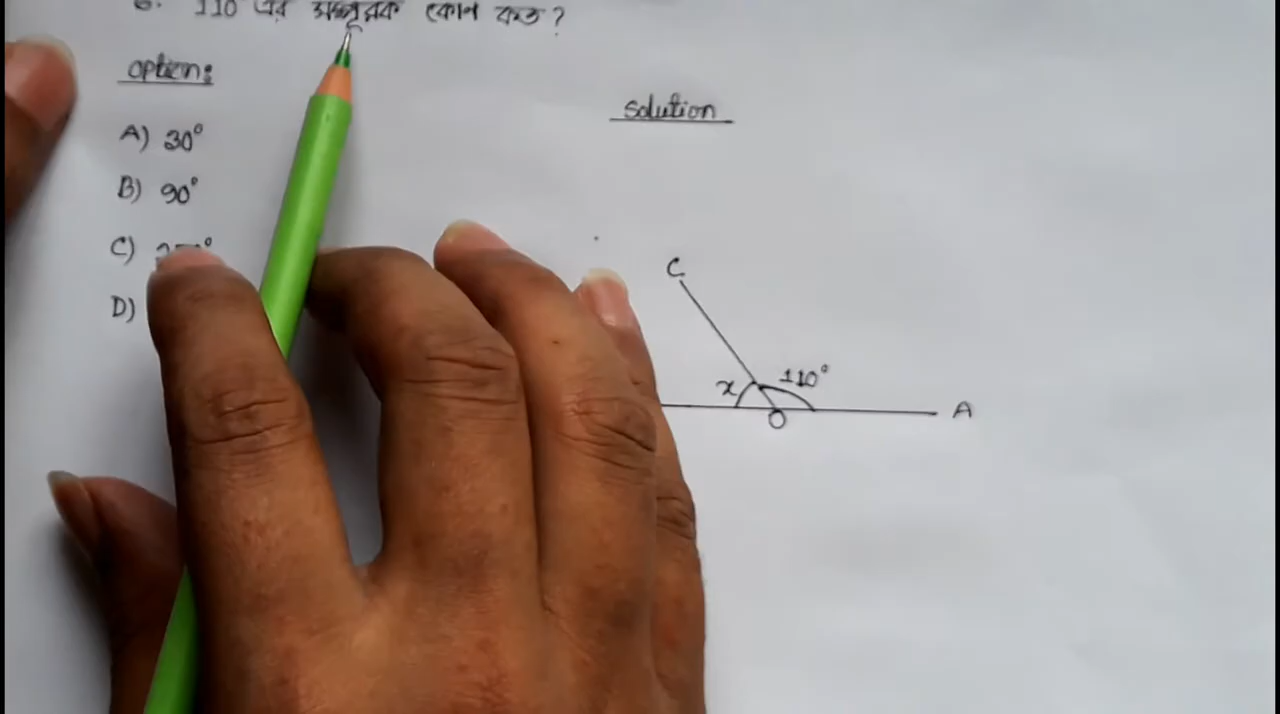 110 এর সম্পূরক কোণ কত?
option:
Solution
A) 30°
B) 90°
C)
D)
C
x 110°
O
A